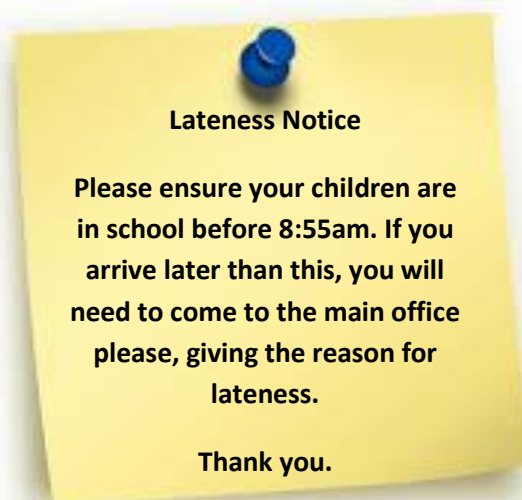 Lateness Notice
Please ensure your children are
in school before 8:55am. If you
arrive later than this, you will
need to come to the main office
please, giving the reason for
lateness.
Thank you.